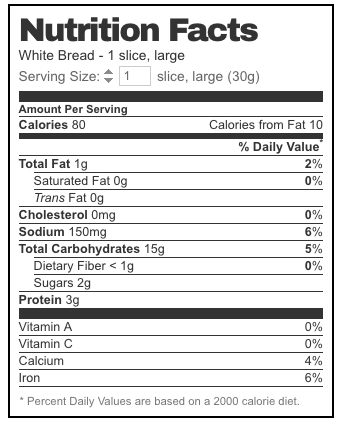 Nutrition Facts
White Bread - 1 slice, large
Serving Size: 1 slice, large (30g)
Amount Per Serving
Calories 80 Calories from Fat 10
% Daily Value*
Total Fat 1g 2%
Saturated Fat 0g 0%
Trans Fat 0g
Cholesterol 0mg 0%
Sodium 150mg 6%
Total Carbohydrates 15g 5%
Dietary Fiber < 1g 0%
Sugars 2g
Protein 3g
Vitamin A 0%
Vitamin C 0%
Calcium 4%
Iron 6%
* Percent Daily Values are based on a 2000 calorie diet.